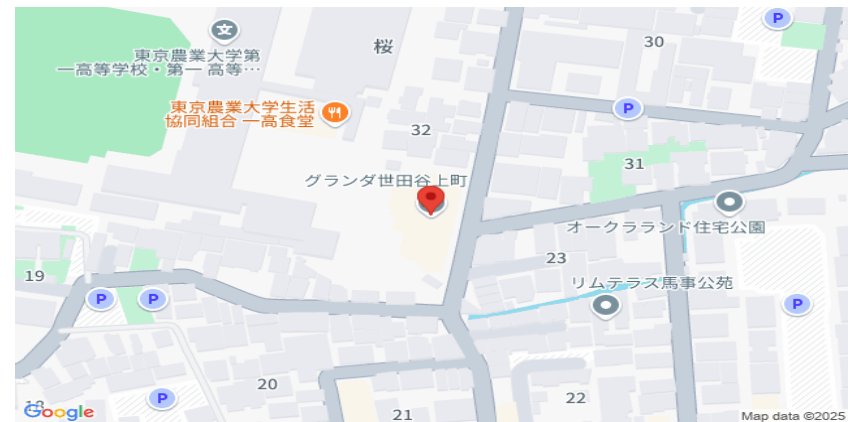 P
30
桜
東京農業大学第
一高等学校・第一 高等…
東京農業大学生活
協同組合 一高食堂
P
32
31
グランダ世田谷上町
オークラランド住宅公園
23
19
リムテラス馬事公苑
P
P
P
20
22
P
18
21
Google
Map data ©2025